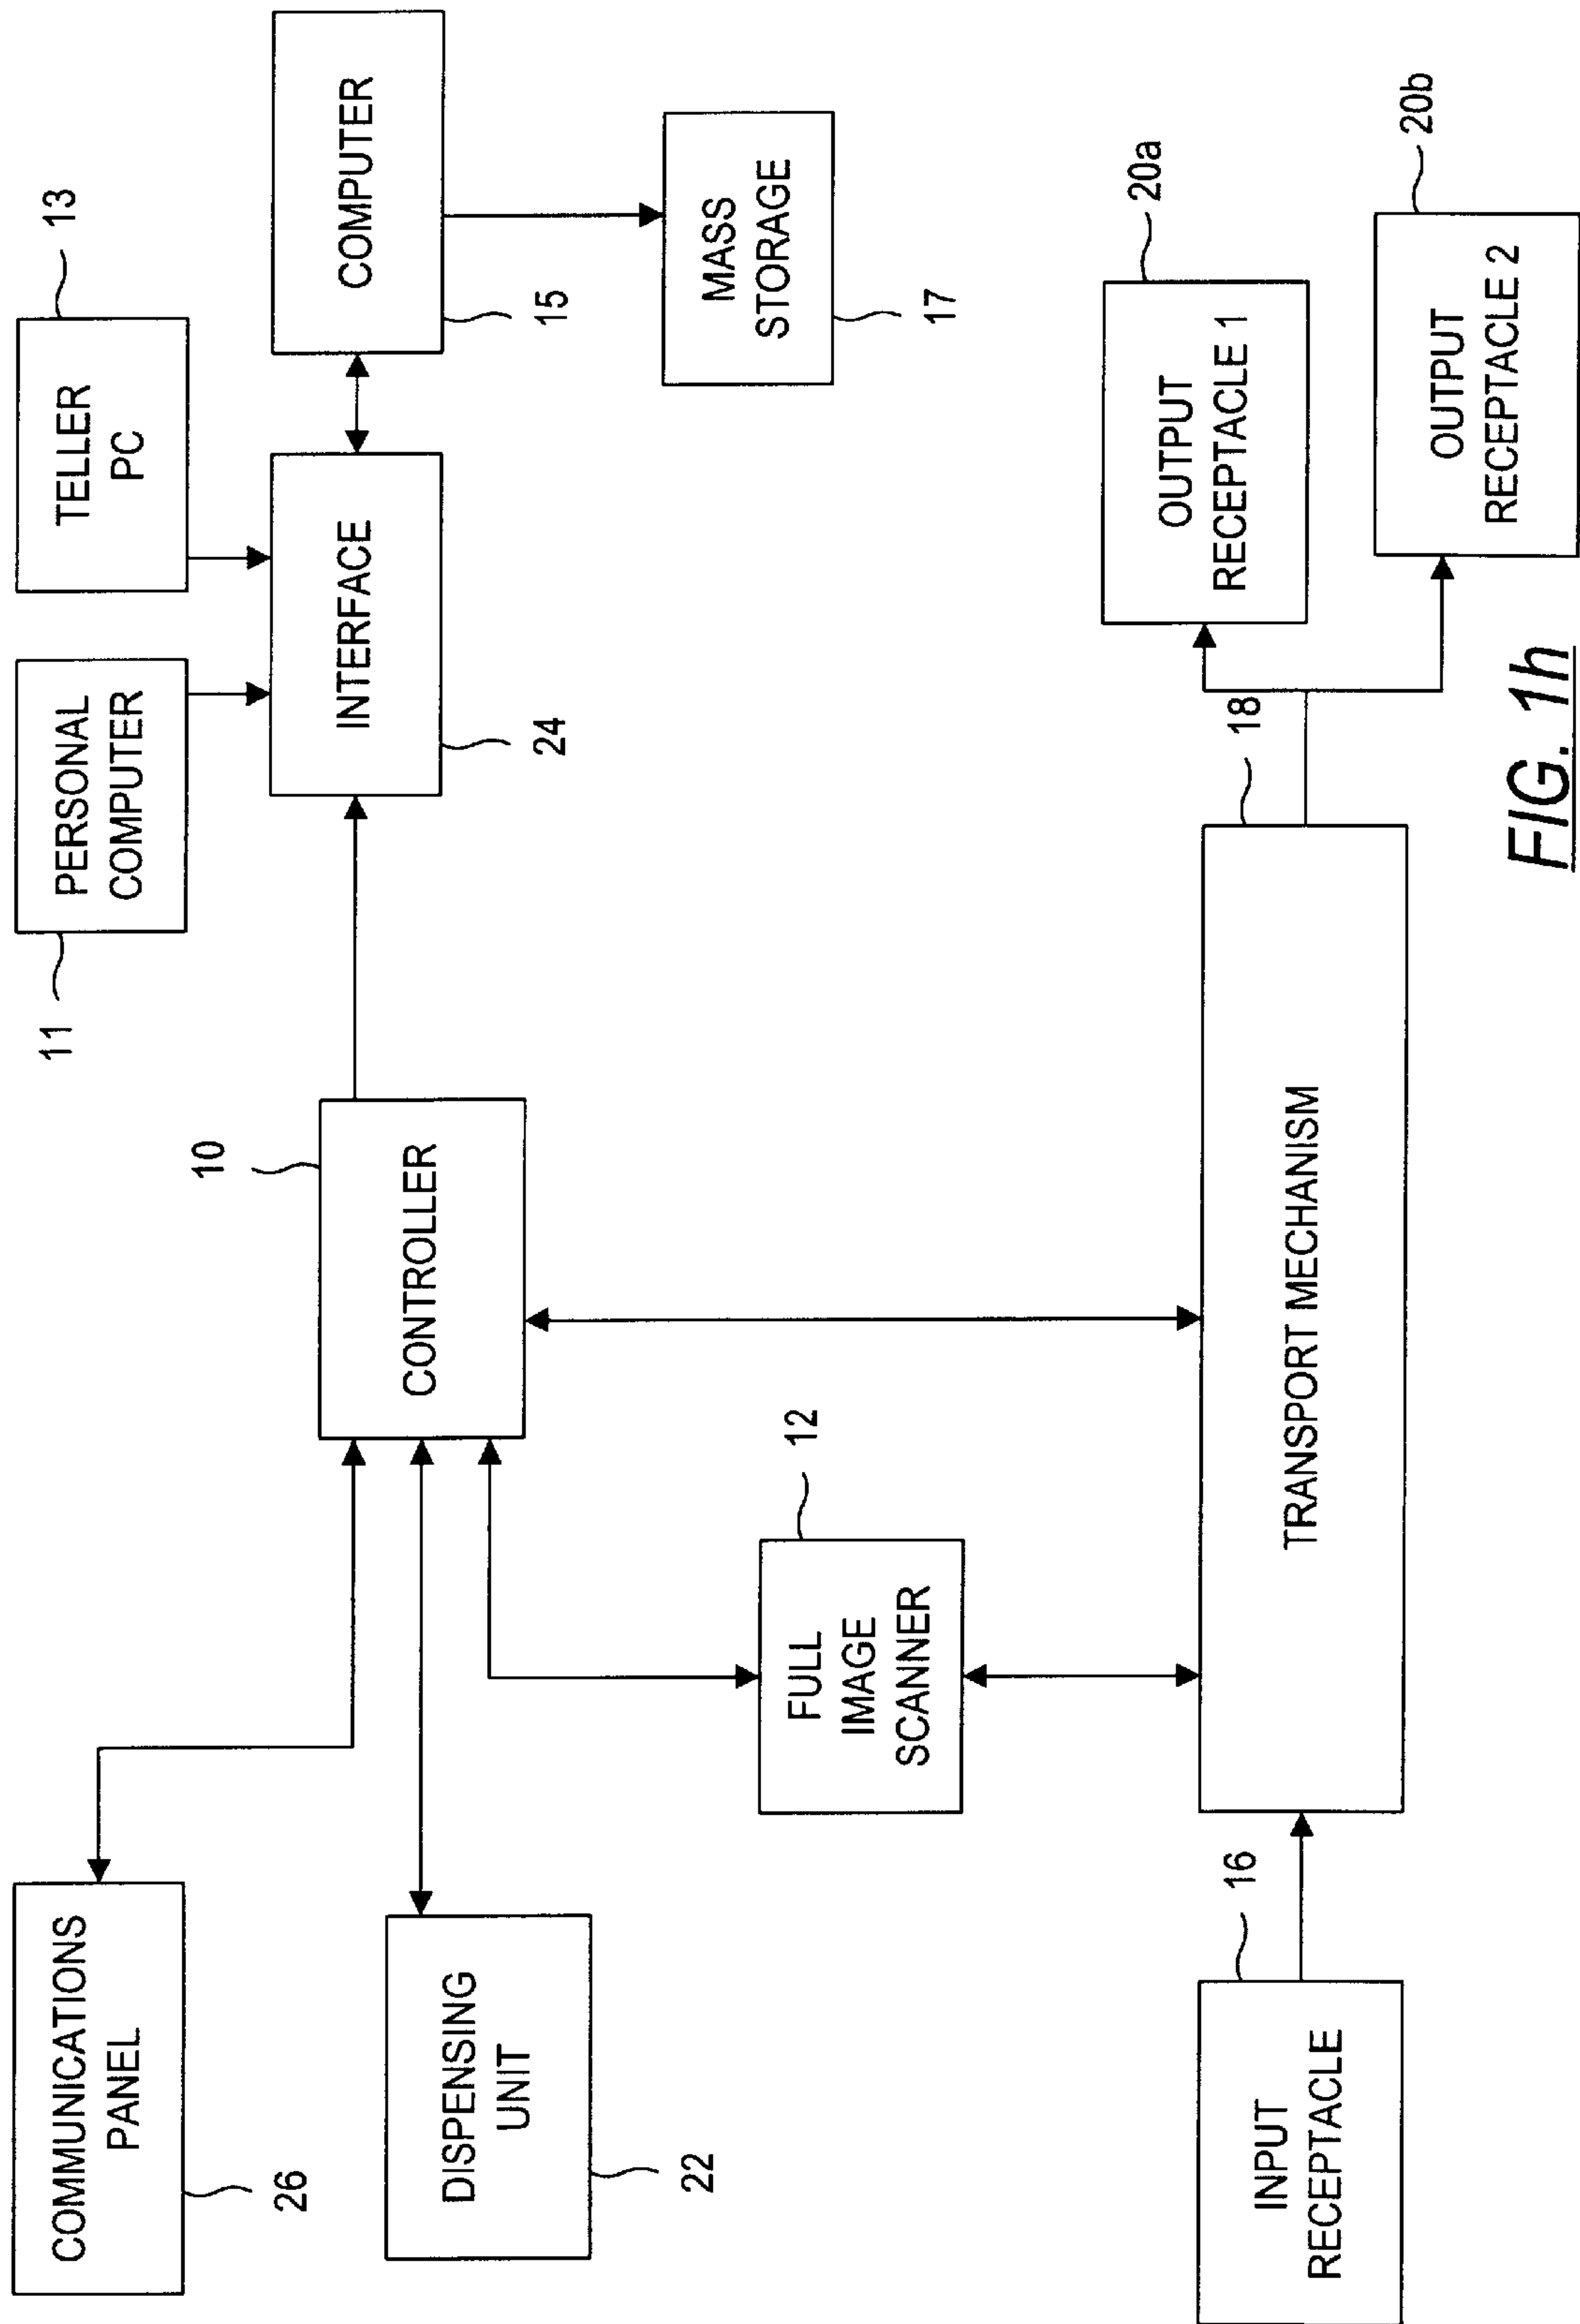 COMMUNICATIONS
PANEL
26
DISPENSING
UNIT
22
CONTROLLER
10
PERSONAL
COMPUTER
11
TELLER
PC
13
INTERFACE
24
COMPUTER
15
MASS
STORAGE
17
FULL
IMAGE
SCANNER
12
INPUT
RECEPTACLE
16
TRANSPORT MECHANISM
18
OUTPUT
RECEPTACLE 1
20a
OUTPUT
RECEPTACLE 2
20b
FIG. 1h